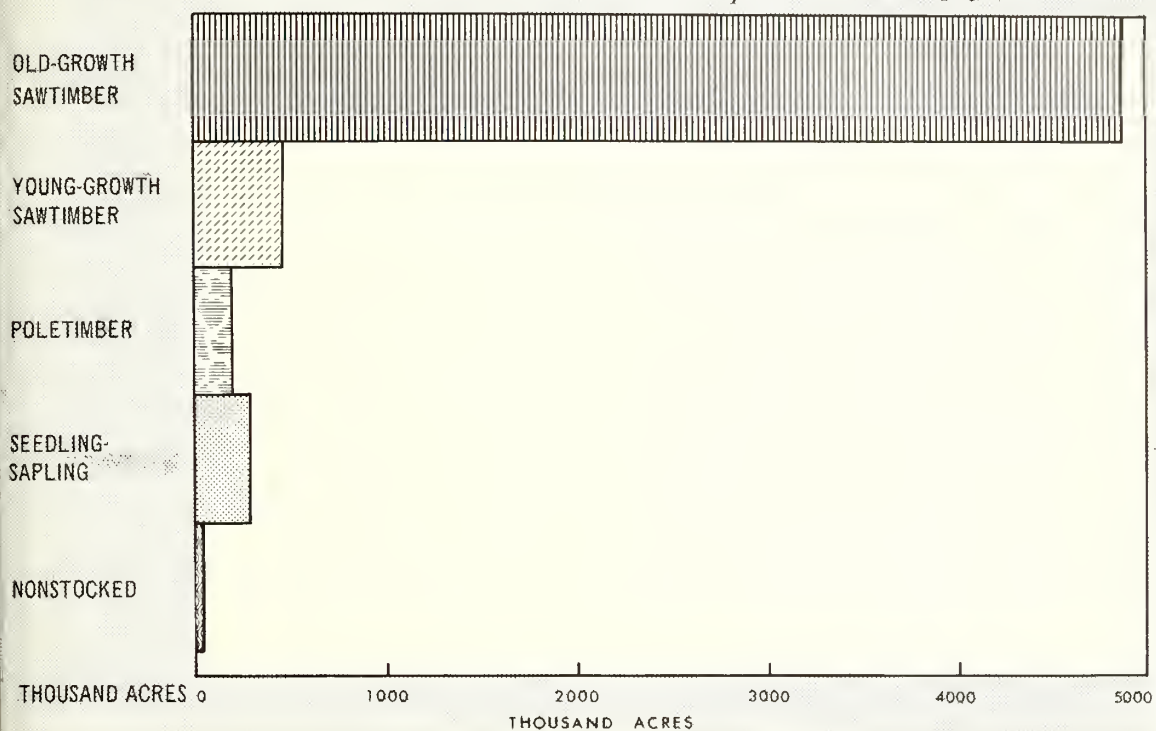 OLD-GROWTH
SAWTIMBER
YOUNG-GROWTH
SAWTIMBER
POLETIMBER
SEEDLING-
SAPLING
NONSTOCKED
THOUSAND ACRES 0 1000 2000 3000 4000 5000
THOUSAND ACRES